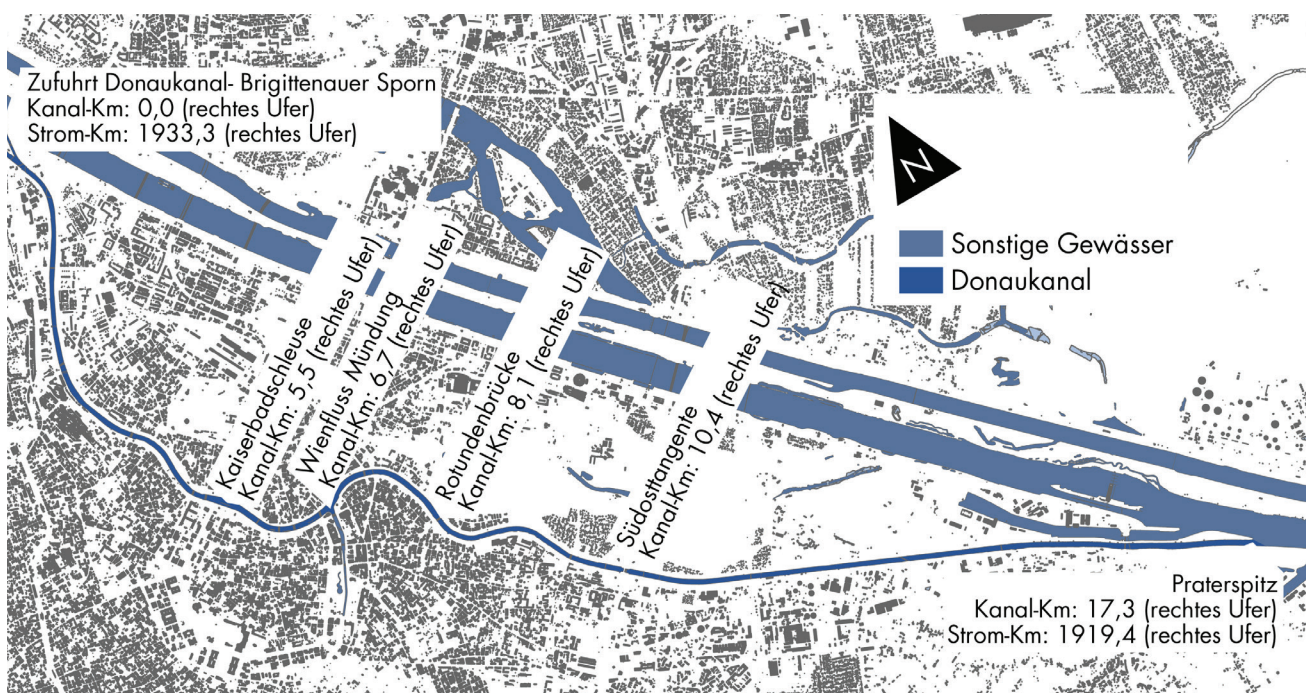 Zufuhrt Donaukanal- Brigittenauer Sporn
Kanal-Km: 0,0 (rechtes Ufer)
Strom-Km: 1933,3 (rechtes Ufer)
N
Sonstige Gewässer
Donaukanal
Kaiserbadschleuse
Kanal-Km: 5,5 (rechtes Ufer)
Wienfluss Mündung
Kanal-Km: 6,7 (rechtes Ufer)
Rotundenbrücke
Kanal-Km: 8,1 (rechtes Ufer)
Südosttangente
Kanal-Km: 10,4 (rechtes Ufer)
Praterspitz
Kanal-Km: 17,3 (rechtes Ufer)
Strom-Km: 1919,4 (rechtes Ufer)